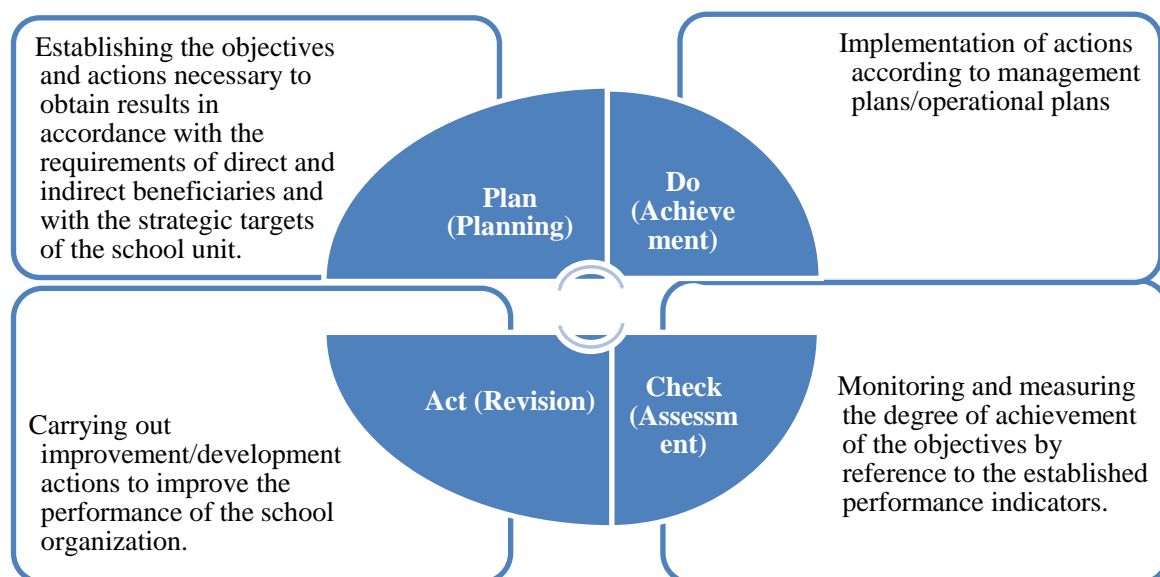 Establishing the objectives
and actions necessary to
obtain results in
accordance with the
requirements of direct and
indirect beneficiaries and
with the strategic targets
of the school unit.
Implementation of actions
according to management
plans/operational plans
Plan
(Planning)
Do
(Achieve
ment)
Act (Revision)
Check
(Assessm
ent)
Carrying out
improvement/development
actions to improve the
performance of the school
organization.
Monitoring and measuring
the degree of achievement
of the objectives by
reference to the established
performance indicators.